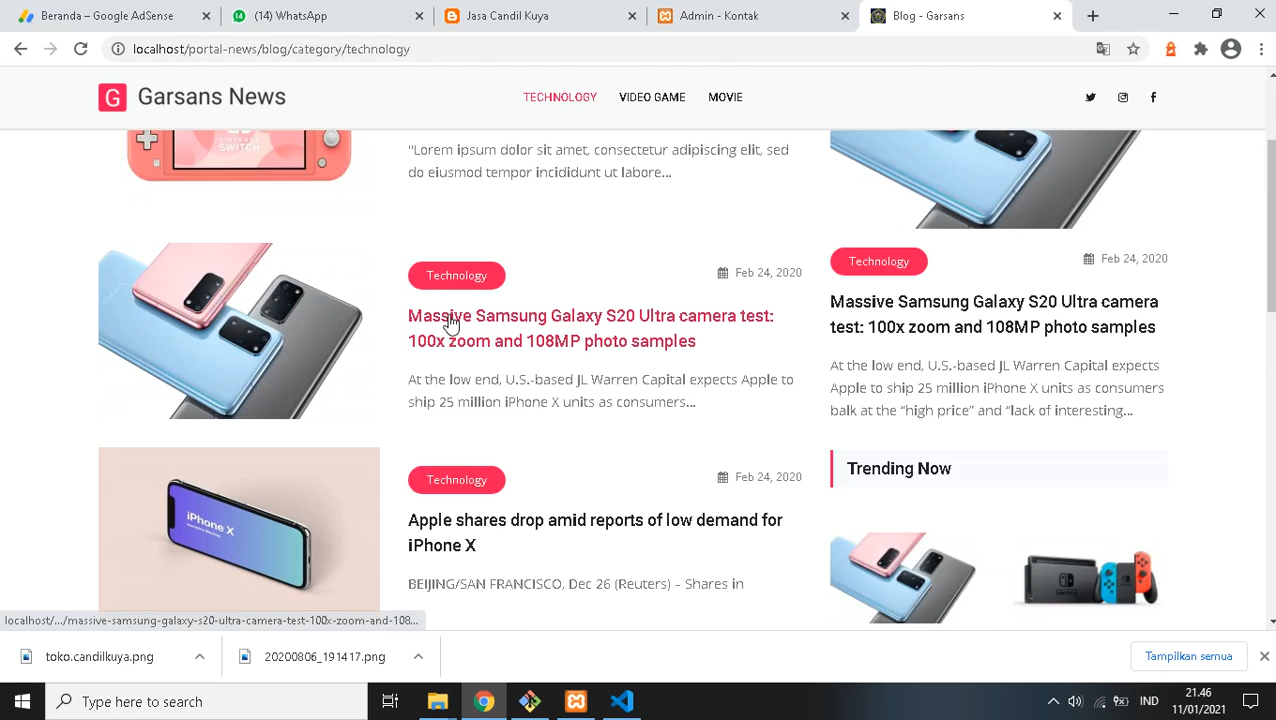 Beranda – Google AdSens
(14) WhatsApp
Jasa Candil Kuya
Admin - Kontak
Blog - Garsans
localhost/portal-news/blog/category/technology
G Garsans News
TECHNOLOGY
VIDEO GAME
MOVIE
NINTENDO
SWITCH
"Lorem ipsum dolor sit amet, consectetur adipiscing elit, sed
do eiusmod tempor incididunt ut labore...
Technology
Feb 24, 2020
Massive Samsung Galaxy S20 Ultra camera test:
100x zoom and 108MP photo samples
At the low end, U.S.-based JL Warren Capital expects Apple to
ship 25 million iPhone X units as consumers...
Technology
Feb 24, 2020
Massive Samsung Galaxy S20 Ultra camera
test: 100x zoom and 108MP photo samples
At the low end, U.S.-based JL Warren Capital expects
Apple to ship 25 million iPhone X units as consumers
balk at the “high price” and “lack of interesting...
iPhone X
Technology
Feb 24, 2020
Apple shares drop amid reports of low demand for
iPhone X
BEIJING/SAN FRANCISCO, Dec 26 (Reuters) – Shares in
Trending Now
localhost/.../massive-samsung-galaxy-s20-ultra-camera-test-100x-zoom-and-108...
toko.candilkuya.png
20200806_191417.png
Tampilkan semua
Type here to search
IND
21.46
11/01/2021